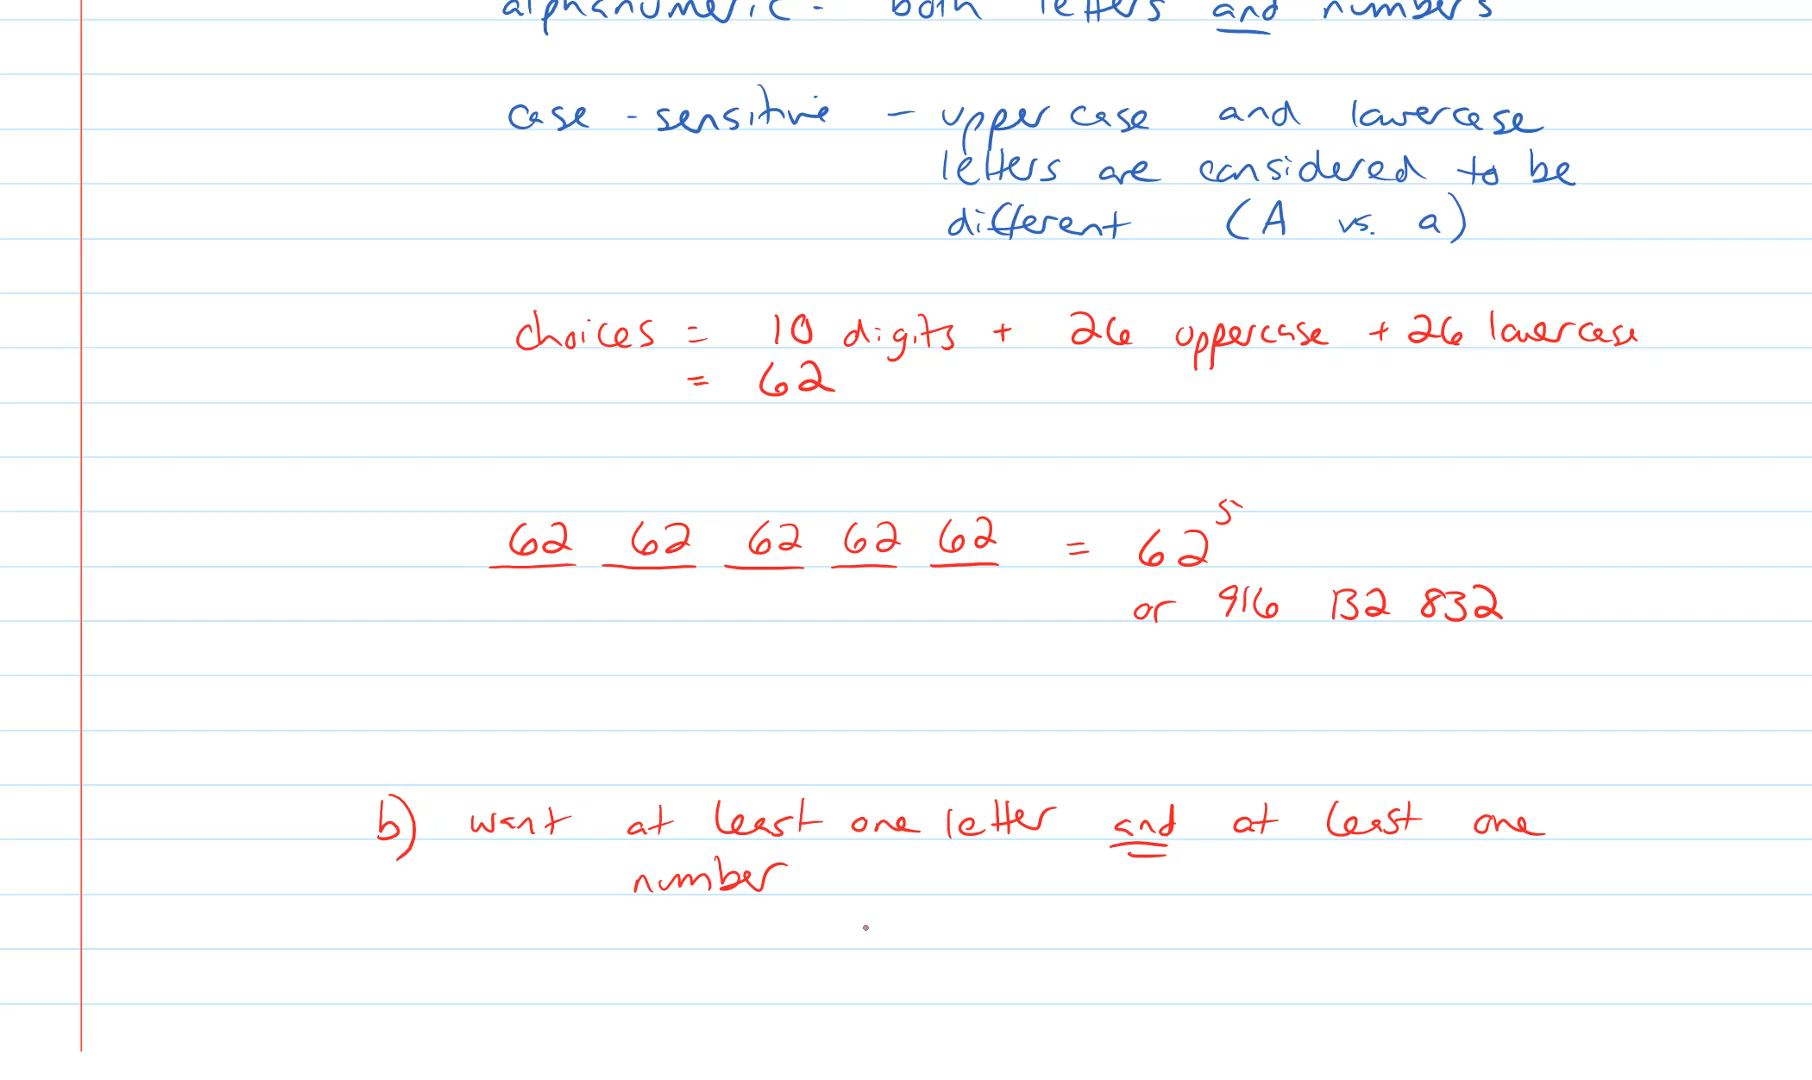 alphanumeric - both letters and numbers
case - sensitive - upper case and lowercase
letters are considered to be
different (A vs. a)
choices = 10 digits + 26 uppercase + 26 lowercase
= 62
62 62 62 62 62 = 62⁵
or 916 132 832
b) want at least one letter and at least one
number